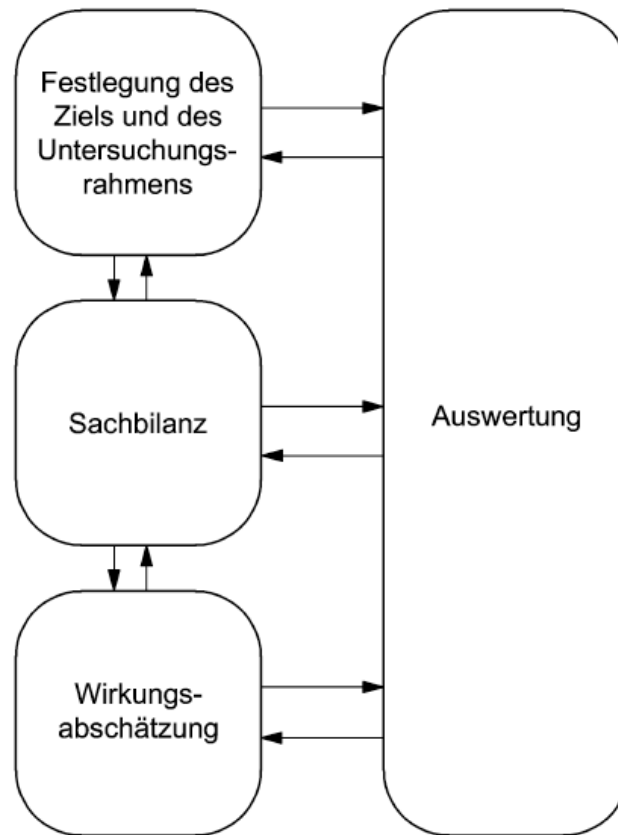 Festlegung des
Ziels und des
Untersuchungs-
rahmens
Sachbilanz
Auswertung
Wirkungs-
abschätzung